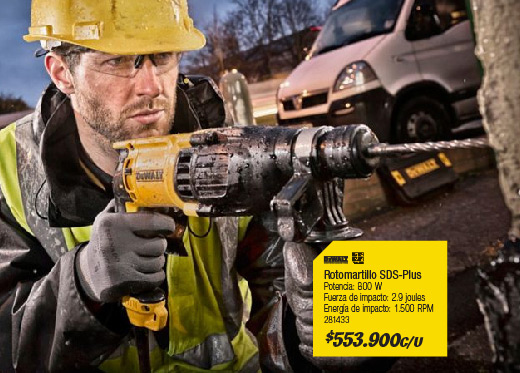 DEWALT
DEWALT
Rotomartillo SDS-Plus
Potencia: 800 W
Fuerza de impacto: 2.9 joules
Energía de impacto: 1.500 RPM
281433
$553.900c/u